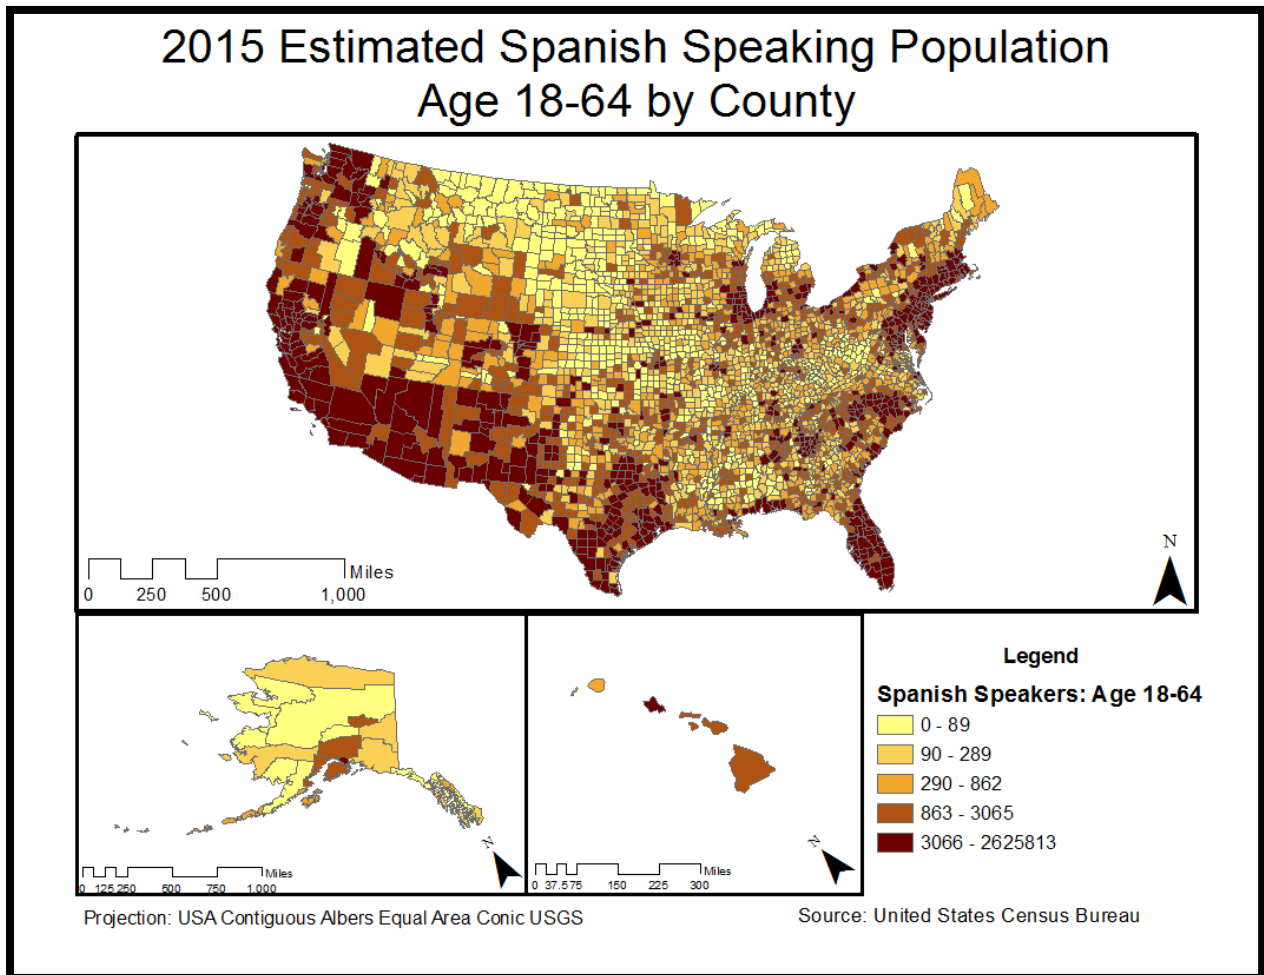 2015 Estimated Spanish Speaking Population
Age 18-64 by County
N
Miles
0 250 500 1,000
N
Miles
0 125 250 500 750 1,000
N
Miles
0 37.5 75 150 225 300
Legend
Spanish Speakers: Age 18-64
0 - 89
90 - 289
290 - 862
863 - 3065
3066 - 2625813
Projection: USA Contiguous Albers Equal Area Conic USGS
Source: United States Census Bureau